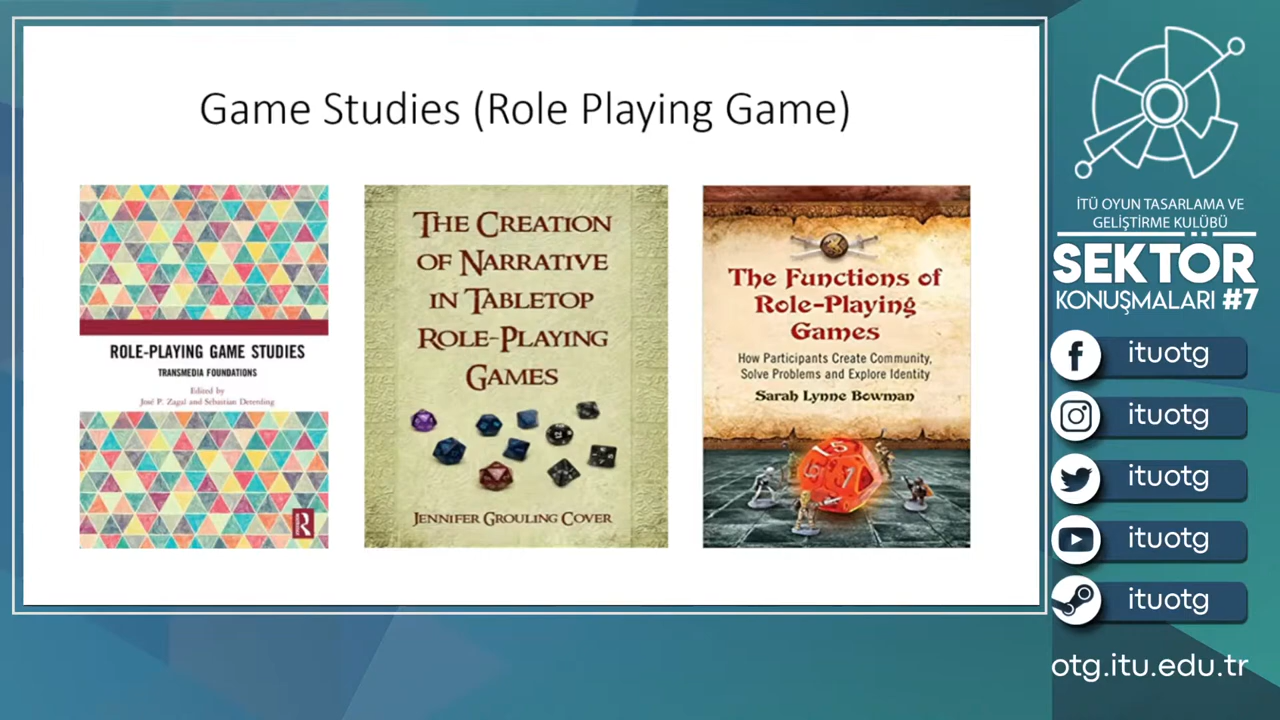 Game Studies (Role Playing Game)
ROLE-PLAYING GAME STUDIES
TRANSMEDIA FOUNDATIONS
Edited by
José P. Zagal and Sebastian Deterding
THE CREATION
OF NARRATIVE
IN TABLETOP
ROLE-PLAYING
GAMES
JENNIFER GROULING COVER
The Functions of
Role-Playing
Games
How Participants Create Community,
Solve Problems and Explore Identity
Sarah Lynne Bowman
İTÜ OYUN TASARLAMA VE
GELİŞTİRME KULÜBÜ
SEKTÖR
KONUŞMALARI #7
ituotg
ituotg
ituotg
ituotg
ituotg
otg.itu.edu.tr